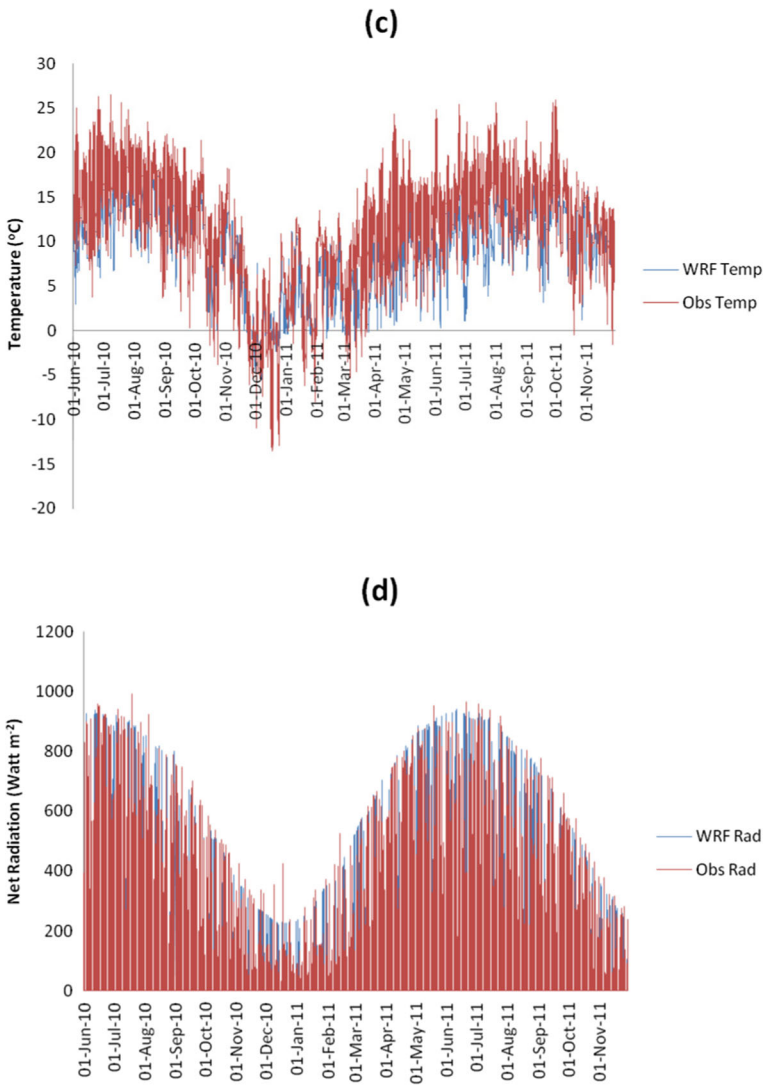 (c)
Temperature (°C)
30
25
20
15
10
5
0
-5
-10
-15
-20
01-Jun-10
01-Jul-10
01-Aug-10
01-Sep-10
01-Oct-10
01-Nov-10
01-Dec-10
01-Jan-11
01-Feb-11
01-Mar-11
01-Apr-11
01-May-11
01-Jun-11
01-Jul-11
01-Aug-11
01-Sep-11
01-Oct-11
01-Nov-11
WRF Temp
Obs Temp
(d)
Net Radiation (Watt m⁻²)
1200
1000
800
600
400
200
0
01-Jun-10
01-Jul-10
01-Aug-10
01-Sep-10
01-Oct-10
01-Nov-10
01-Dec-10
01-Jan-11
01-Feb-11
01-Mar-11
01-Apr-11
01-May-11
01-Jun-11
01-Jul-11
01-Aug-11
01-Sep-11
01-Oct-11
01-Nov-11
WRF Rad
Obs Rad